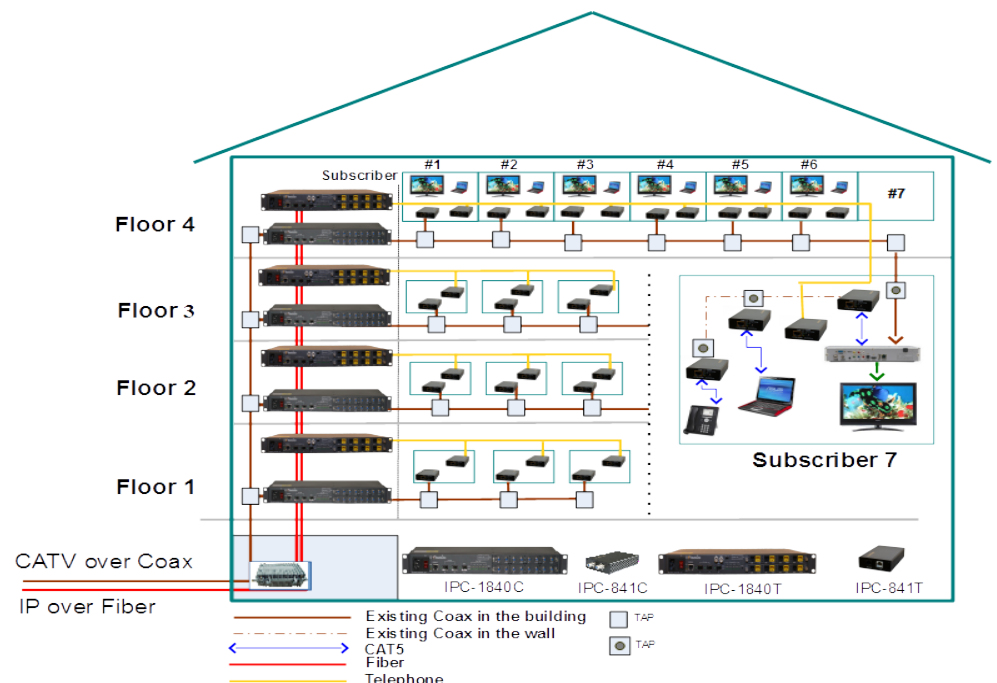 #1 #2 #3 #4 #5 #6
Subscriber
#7
Floor 4
Floor 3
Floor 2
Floor 1
Subscriber 7
CATV over Coax
IP over Fiber
IPC-1840C IPC-841C IPC-1840T IPC-841T
Existing Coax in the building
Existing Coax in the wall
CAT5
Fiber
Telephone
TAP
TAP